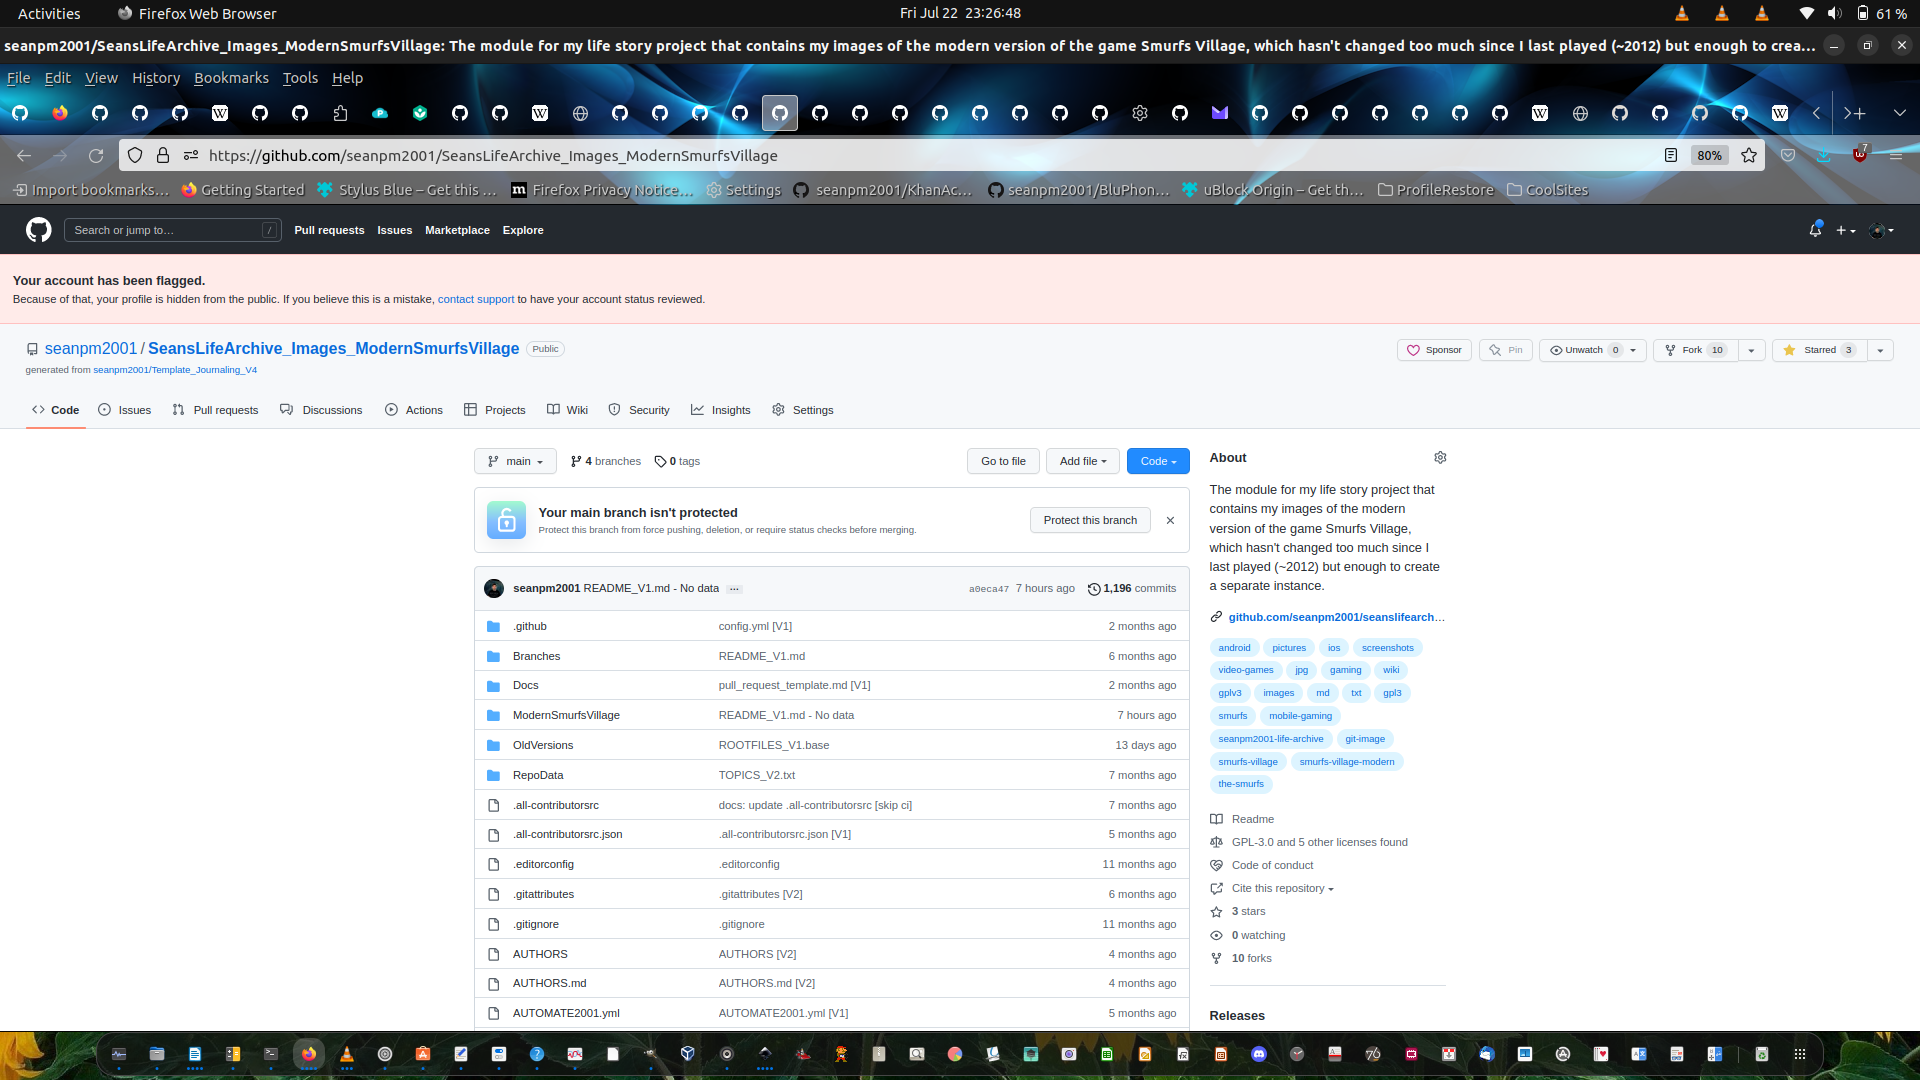 Activities
Firefox Web Browser
Fri Jul 22 23:26:48
61 %
seanpm2001/SeansLifeArchive_Images_ModernSmurfsVillage: The module for my life story project that contains my images of the modern version of the game Smurfs Village, which hasn't changed too much since I last played (~2012) but enough to crea…
File Edit View History Bookmarks Tools Help
https://github.com/seanpm2001/SeansLifeArchive_Images_ModernSmurfsVillage
80%
7
Import bookmarks…
Getting Started
Stylus Blue – Get this …
Firefox Privacy Notice…
Settings
seanpm2001/KhanAc…
seanpm2001/BluPhon…
uBlock Origin – Get th…
ProfileRestore
CoolSites
Search or jump to…
/
Pull requests Issues Marketplace Explore
Your account has been flagged.
Because of that, your profile is hidden from the public. If you believe this is a mistake, contact support to have your account status reviewed.
seanpm2001 / SeansLifeArchive_Images_ModernSmurfsVillage Public
generated from seanpm2001/Template_Journaling_V4
Sponsor
Pin
Unwatch 0
Fork 10
Starred 3
Code Issues Pull requests Discussions Actions Projects Wiki Security Insights Settings
main
4 branches 0 tags
Go to file
Add file
Code
Your main branch isn't protected
Protect this branch from force pushing, deletion, or require status checks before merging.
Protect this branch
seanpm2001 README_V1.md - No data … a0eca47 7 hours ago 1,196 commits
.github config.yml [V1] 2 months ago
Branches README_V1.md 6 months ago
Docs pull_request_template.md [V1] 2 months ago
ModernSmurfsVillage README_V1.md - No data 7 hours ago
OldVersions ROOTFILES_V1.base 13 days ago
RepoData TOPICS_V2.txt 7 months ago
.all-contributorsrc docs: update .all-contributorsrc [skip ci] 7 months ago
.all-contributorsrc.json .all-contributorsrc.json [V1] 5 months ago
.editorconfig .editorconfig 11 months ago
.gitattributes .gitattributes [V2] 6 months ago
.gitignore .gitignore 11 months ago
AUTHORS AUTHORS [V2] 4 months ago
AUTHORS.md AUTHORS.md [V2] 4 months ago
AUTOMATE2001.yml AUTOMATE2001.yml [V1] 5 months ago
About
The module for my life story project that
contains my images of the modern
version of the game Smurfs Village,
which hasn't changed too much since I
last played (~2012) but enough to create
a separate instance.
github.com/seanpm2001/seanslifearch…
android pictures ios screenshots
video-games jpg gaming wiki
gplv3 images md txt gpl3
smurfs mobile-gaming
seanpm2001-life-archive git-image
smurfs-village smurfs-village-modern
the-smurfs
Readme
GPL-3.0 and 5 other licenses found
Code of conduct
Cite this repository
3 stars
0 watching
10 forks
Releases